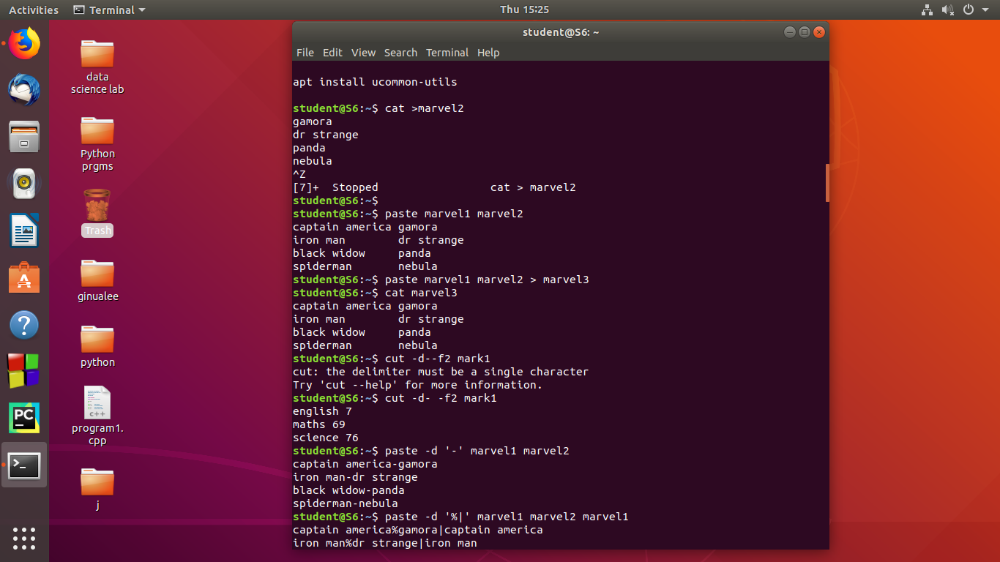 Activities
Terminal
Thu 15:25
data
science lab
Python
prgms
Trash
ginualee
python
program1.
cpp
j
c++
PC
?
>_
student@S6: ~
File Edit View Search Terminal Help
apt install ucommon-utils
student@S6:~$ cat >marvel2
gamora
dr strange
panda
nebula
^Z
[7]+  Stopped                 cat > marvel2
student@S6:~$
student@S6:~$ paste marvel1 marvel2
captain america gamora
iron man        dr strange
black widow     panda
spiderman       nebula
student@S6:~$ paste marvel1 marvel2 > marvel3
student@S6:~$ cat marvel3
captain america gamora
iron man        dr strange
black widow     panda
spiderman       nebula
student@S6:~$ cut -d--f2 mark1
cut: the delimiter must be a single character
Try 'cut --help' for more information.
student@S6:~$ cut -d- -f2 mark1
english 7
maths 69
science 76
student@S6:~$ paste -d '-' marvel1 marvel2
captain america-gamora
iron man-dr strange
black widow-panda
spiderman-nebula
student@S6:~$ paste -d '%|' marvel1 marvel2 marvel1
captain america%gamora|captain america
iron man%dr strange|iron man